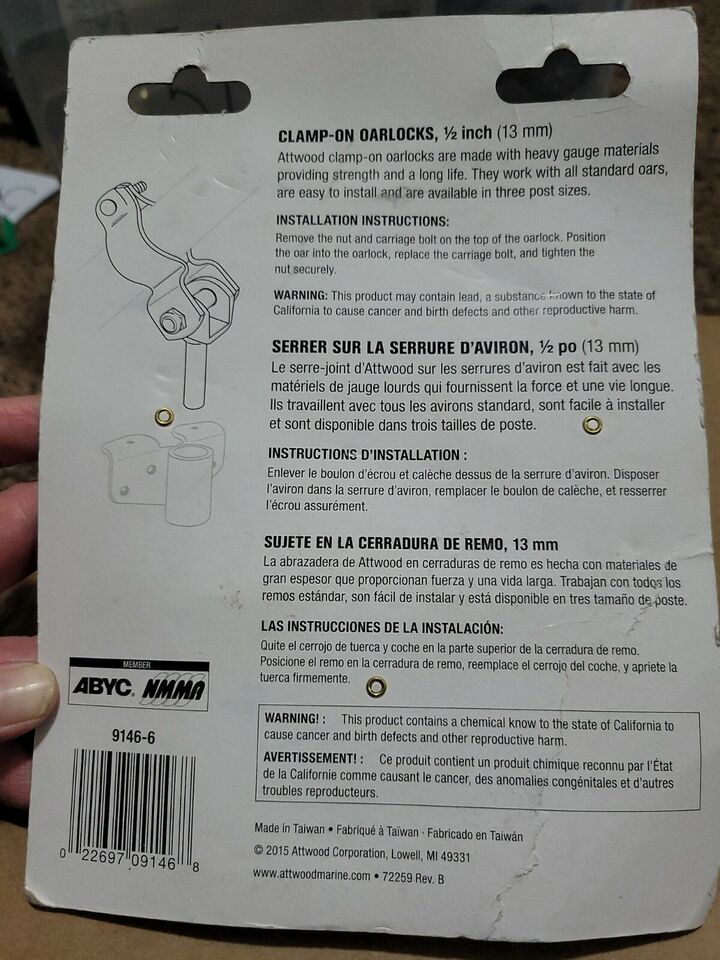 CLAMP-ON OARLOCKS, ½ inch (13 mm)
Attwood clamp-on oarlocks are made with heavy gauge materials
providing strength and a long life. They work with all standard oars,
are easy to install and are available in three post sizes.
INSTALLATION INSTRUCTIONS:
Remove the nut and carriage bolt on the top of the oarlock. Position
the oar into the oarlock, replace the carriage bolt, and tighten the
nut securely.
WARNING: This product may contain lead, a substance known to the state of
California to cause cancer and birth defects and other reproductive harm.
SERRER SUR LA SERRURE D'AVIRON, ½ po (13 mm)
Le serre-joint d'Attwood sur les serrures d'aviron est fait avec les
matériels de jauge lourds qui fournissent la force et une vie longue.
Ils travaillent avec tous les avirons standard, sont facile à installer
et sont disponible dans trois tailles de poste.
INSTRUCTIONS D'INSTALLATION :
Enlever le boulon d'écrou et calèche dessus de la serrure d'aviron. Disposer
l'aviron dans la serrure d'aviron, remplacer le boulon de calèche, et resserrer
l'écrou assurément.
SUJETE EN LA CERRADURA DE REMO, 13 mm
La abrazadera de Attwood en cerraduras de remo es hecha con materiales de
gran espesor que proporcionan fuerza y una vida larga. Trabajan con todos los
remos estándar, son fácil de instalar y está disponible en tres tamaño de poste.
LAS INSTRUCCIONES DE LA INSTALACIÓN:
Quite el cerrojo de tuerca y coche en la parte superior de la cerradura de remo.
Posicione el remo en la cerradura de remo, reemplace el cerrojo del coche, y apriete la
tuerca firmemente.
MEMBER
ABYC® NMMA
9146-6
0 22697 09146 8
WARNING! : This product contains a chemical know to the state of California to
cause cancer and birth defects and other reproductive harm.
AVERTISSEMENT! : Ce produit contient un produit chimique reconnu par l'État
de la Californie comme causant le cancer, des anomalies congénitales et d'autres
troubles reproducteurs.
Made in Taiwan • Fabriqué à Taïwan · Fabricado en Taiwán
© 2015 Attwood Corporation, Lowell, MI 49331
www.attwoodmarine.com • 72259 Rev. B